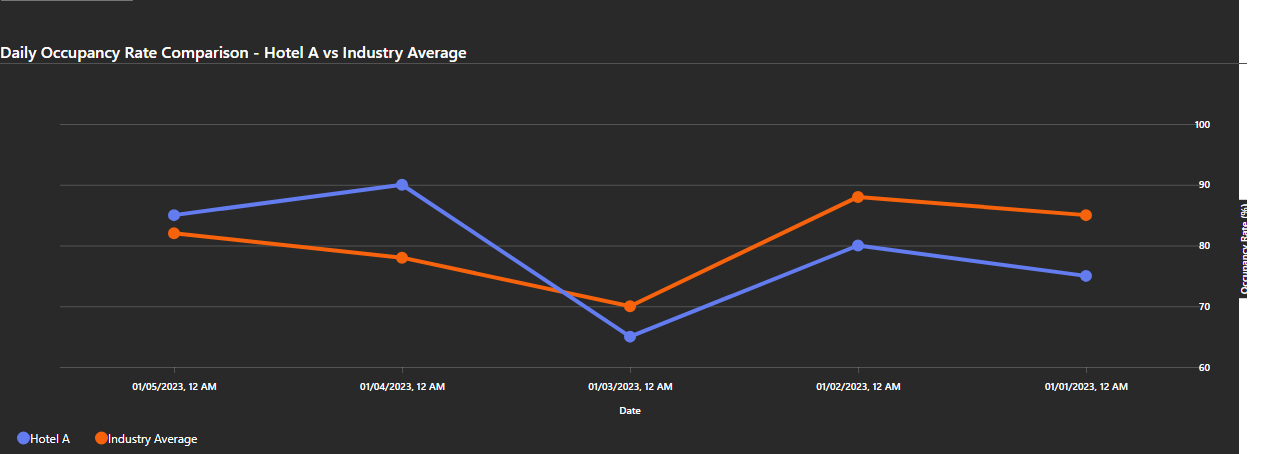 Daily Occupancy Rate Comparison - Hotel A vs Industry Average
100
90
80
70
60
Occupancy Rate (%)
01/05/2023, 12 AM
01/04/2023, 12 AM
01/03/2023, 12 AM
01/02/2023, 12 AM
01/01/2023, 12 AM
Date
Hotel A
Industry Average